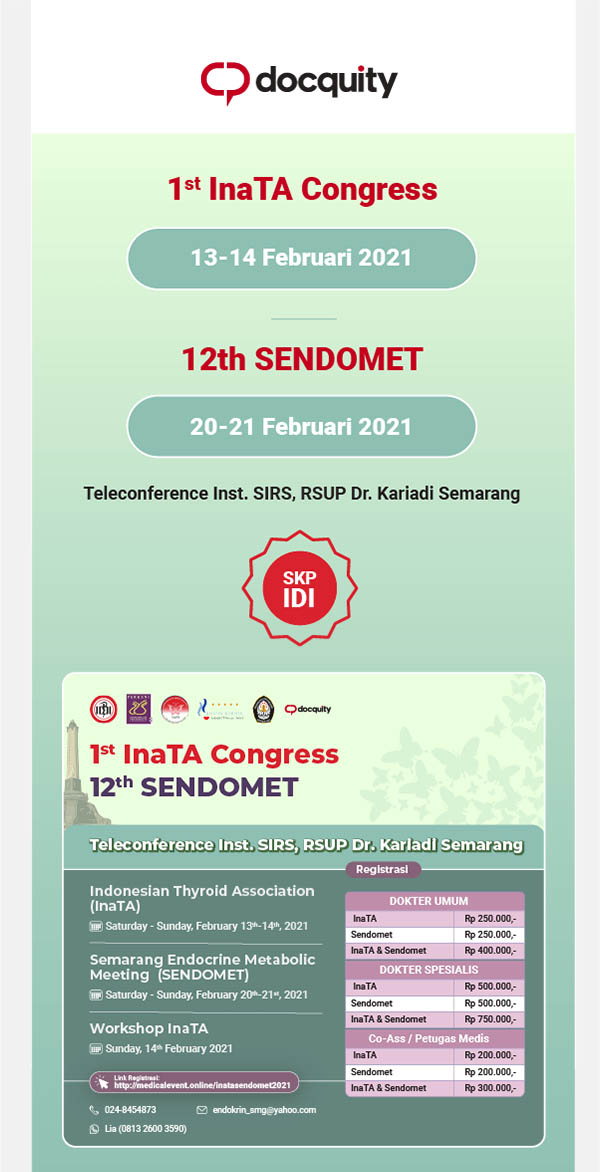 docquity
1st InaTA Congress
13-14 Februari 2021
12th SENDOMET
20-21 Februari 2021
Teleconference Inst. SIRS, RSUP Dr. Kariadi Semarang
SKP
IDI
docquity
1st InaTA Congress
12th SENDOMET
Teleconference Inst. SIRS, RSUP Dr. Kariadi Semarang
Indonesian Thyroid Association
(InaTA)
Saturday - Sunday, February 13th-14th, 2021
Semarang Endocrine Metabolic
Meeting (SENDOMET)
Saturday - Sunday, February 20th-21st, 2021
Workshop InaTA
Sunday, 14th February 2021
Link Registrasi:
http://medicalevent.online/inatasendomet2021
024-8454873 endokrin_smg@yahoo.com
Lia (0813 2600 3590)
Registrasi
DOKTER UMUM
InaTA Rp 250.000,-
Sendomet Rp 250.000,-
InaTA & Sendomet Rp 400.000,-
DOKTER SPESIALIS
InaTA Rp 500.000,-
Sendomet Rp 500.000,-
InaTA & Sendomet Rp 750.000,-
Co-Ass / Petugas Medis
InaTA Rp 200.000,-
Sendomet Rp 200.000,-
InaTA & Sendomet Rp 300.000,-